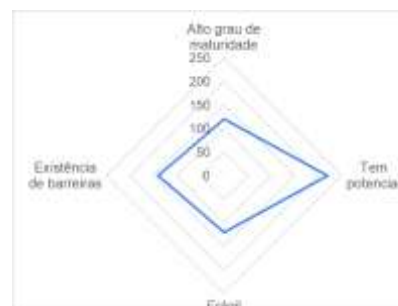 Alto grau de
maturidade
250
200
150
100
50
0
Existência
de barreiras
Tem
potencial